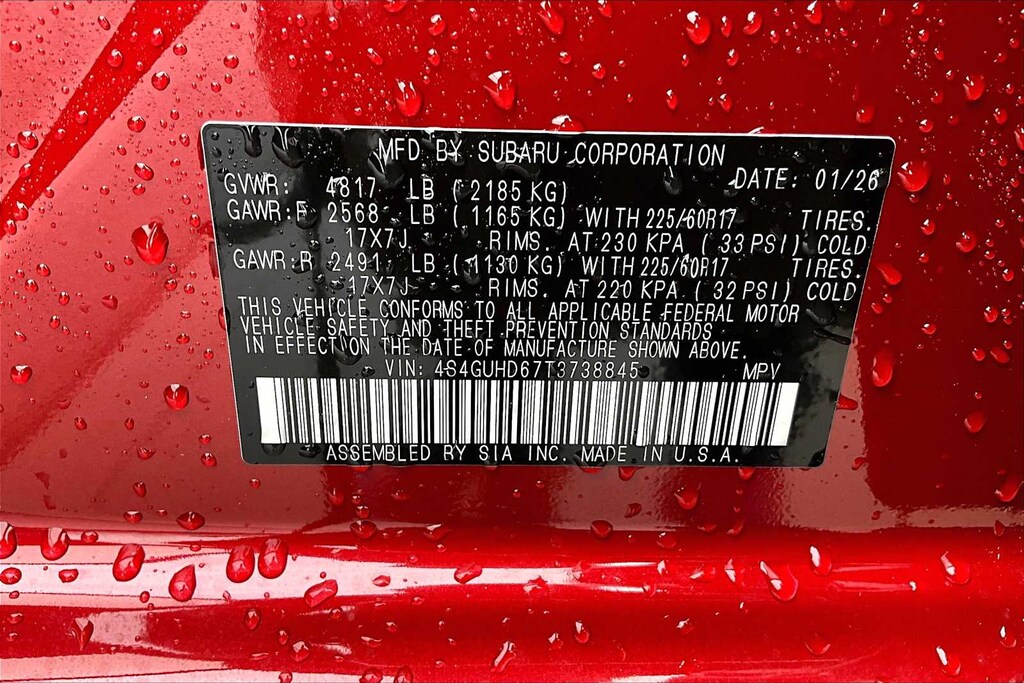 MFD BY SUBARU CORPORATION
DATE: 01/26
GVWR: 4817 LB ( 2185 KG)
GAWR:F 2568 LB ( 1165 KG) WITH 225/60R17 TIRES.
17X7J RIMS. AT 230 KPA ( 33 PSI) COLD
GAWR:R 2491 LB ( 1130 KG) WITH 225/60R17 TIRES.
17X7J RIMS. AT 220 KPA ( 32 PSI) COLD
THIS VEHICLE CONFORMS TO ALL APPLICABLE FEDERAL MOTOR
VEHICLE SAFETY AND THEFT PREVENTION STANDARDS
IN EFFECT ON THE DATE OF MANUFACTURE SHOWN ABOVE.
VIN: 4S4GUHD67T3738845 MPV
ASSEMBLED BY SIA INC. MADE IN U.S.A.